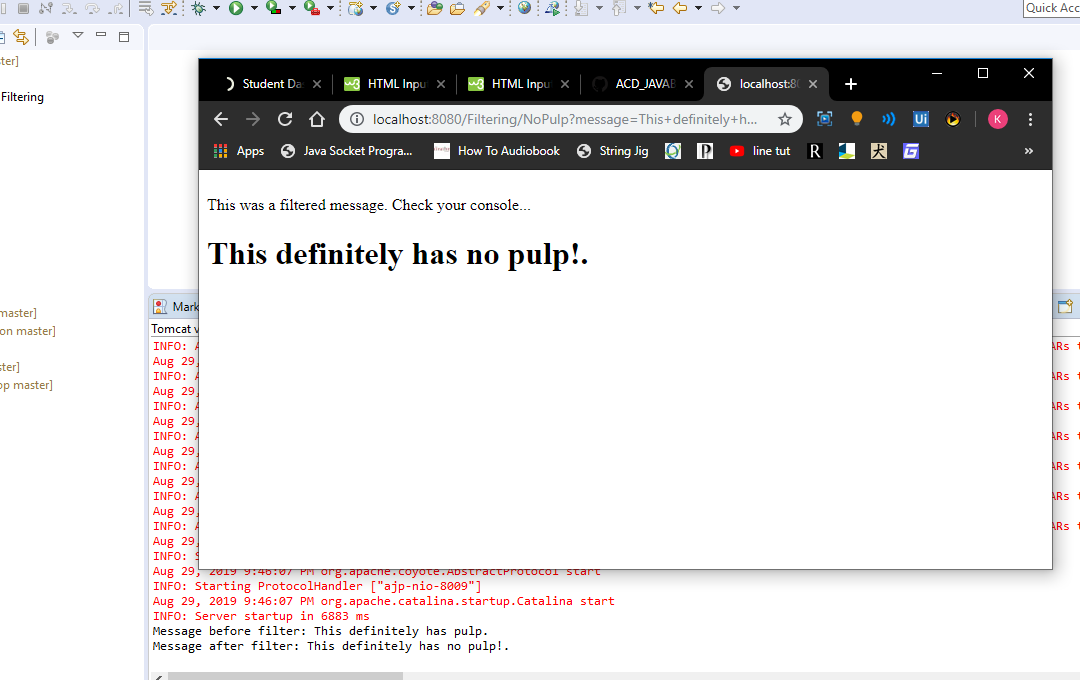 Quick Acc
ster]
Filtering
master]
on master]
ster]
op master]
Student Da
HTML Inpu
HTML Inpu
ACD_JAVAB
localhost:80
localhost:8080/Filtering/NoPulp?message=This+definitely+h...
Ui
K
Apps
Java Socket Progra...
How To Audiobook
String Jig
P
line tut
R
犬
G
»
This was a filtered message. Check your console...
This definitely has no pulp!.
Mark
Tomcat v
INFO: A
ARs t
Aug 29,
INFO: A
ARs t
Aug 29,
INFO: A
ARs t
Aug 29,
INFO: A
ARs t
Aug 29,
INFO: A
ARs t
Aug 29,
INFO: A
ARs t
Aug 29,
INFO: A
ARs t
Aug 29,
INFO: S
Aug 29, 2019 9:46:07 PM org.apache.coyote.AbstractProtocol start
INFO: Starting ProtocolHandler ["ajp-nio-8009"]
Aug 29, 2019 9:46:07 PM org.apache.catalina.startup.Catalina start
INFO: Server startup in 6883 ms
Message before filter: This definitely has pulp.
Message after filter: This definitely has no pulp!.